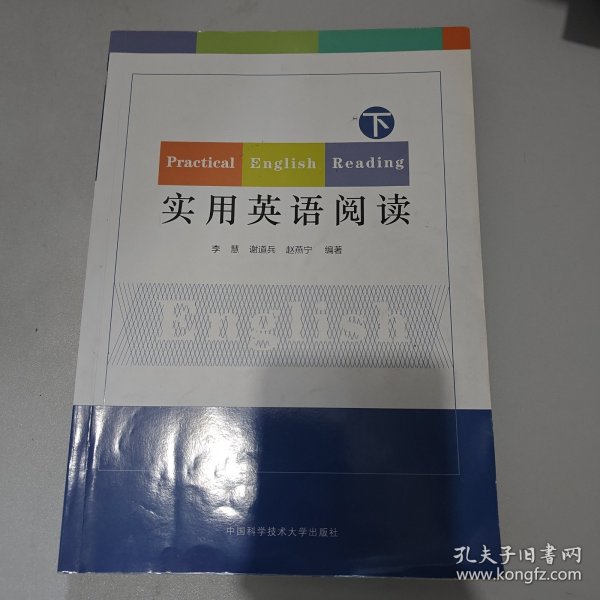 下
Practical English Reading
实用英语阅读
李 慧 谢道兵 赵燕宁 编著
English
中国科学技术大学出版社
孔夫子旧书网
www.kongfz.com